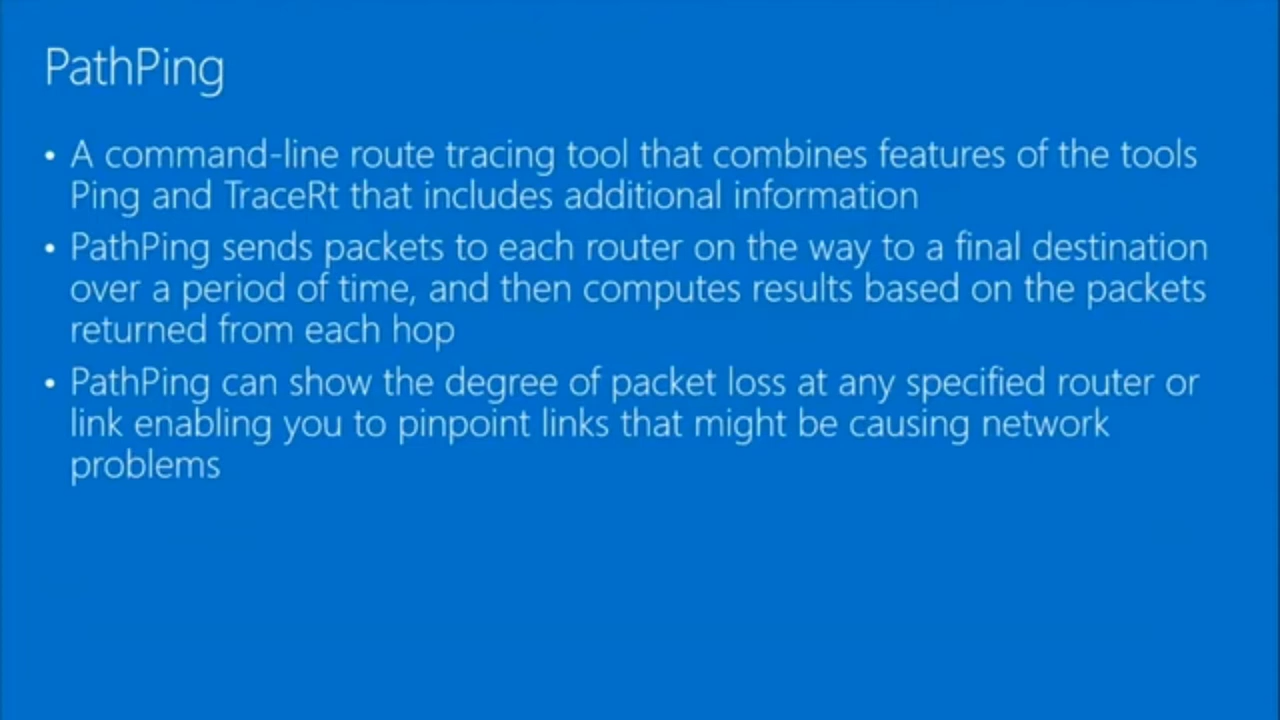 PathPing
• A command-line route tracing tool that combines features of the tools
Ping and TraceRt that includes additional information
• PathPing sends packets to each router on the way to a final destination
over a period of time, and then computes results based on the packets
returned from each hop
• PathPing can show the degree of packet loss at any specified router or
link enabling you to pinpoint links that might be causing network
problems